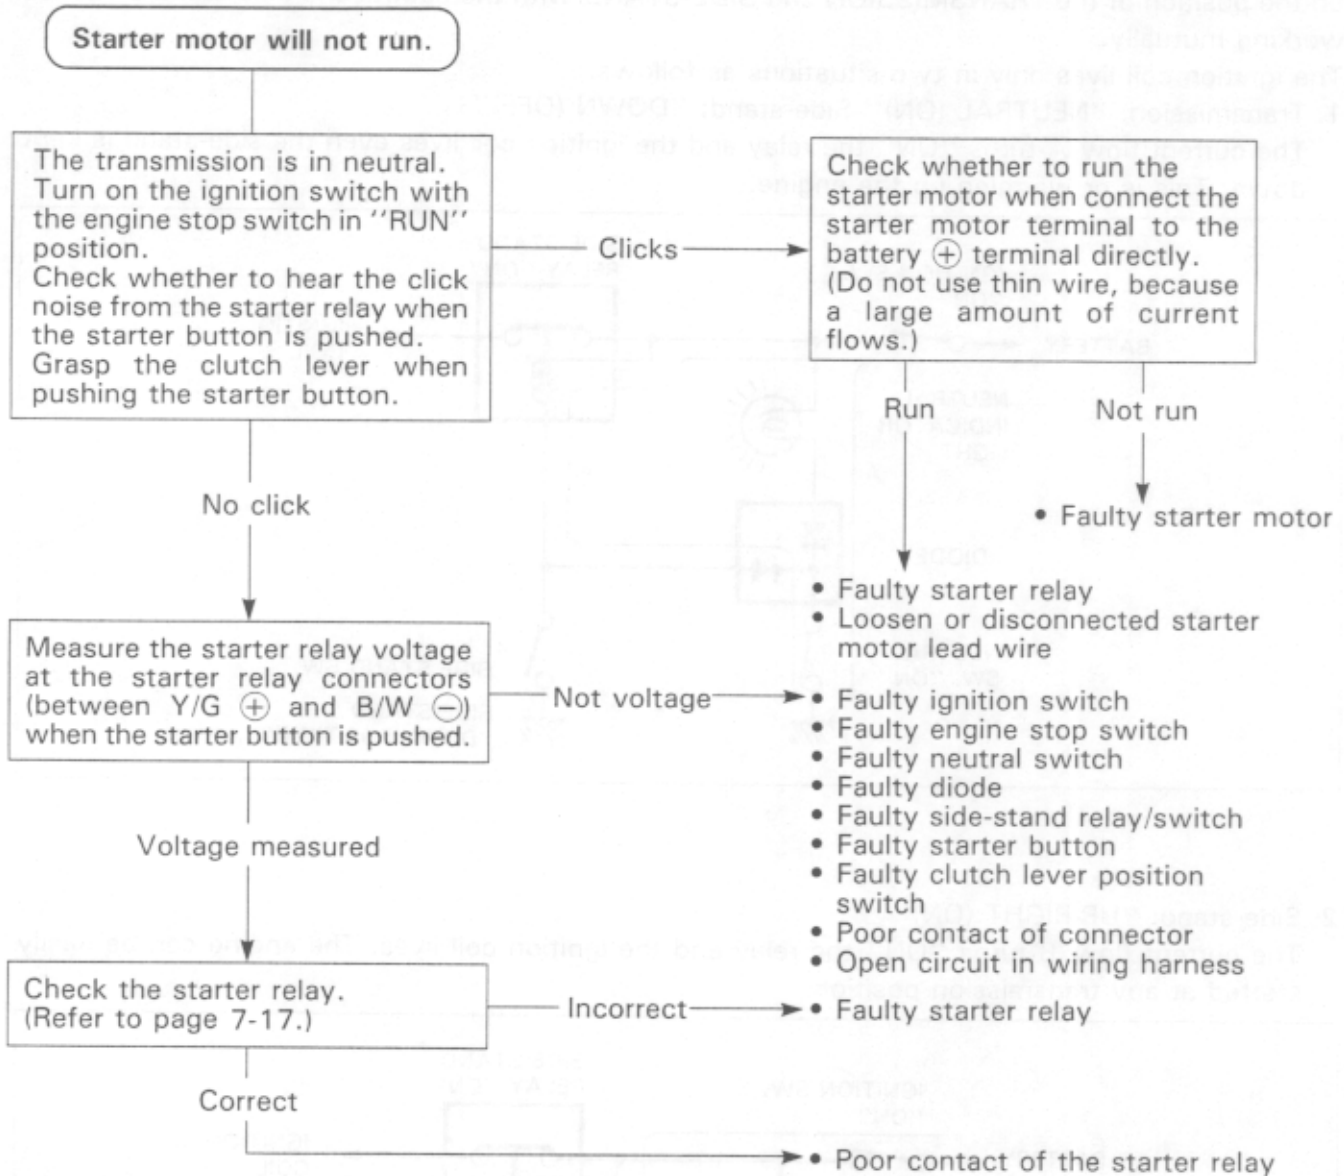 Starter motor will not run.
The transmission is in neutral.
Turn on the ignition switch with
the engine stop switch in ''RUN''
position.
Check whether to hear the click
noise from the starter relay when
the starter button is pushed.
Grasp the clutch lever when
pushing the starter button.
Clicks
Check whether to run the
starter motor when connect the
starter motor terminal to the
battery ⊕ terminal directly.
(Do not use thin wire, because
a large amount of current
flows.)
Run
Not run
• Faulty starter motor
• Faulty starter relay
• Loosen or disconnected starter
motor lead wire
No click
Measure the starter relay voltage
at the starter relay connectors
(between Y/G ⊕ and B/W ⊖)
when the starter button is pushed.
Not voltage
• Faulty ignition switch
• Faulty engine stop switch
• Faulty neutral switch
• Faulty diode
• Faulty side-stand relay/switch
• Faulty starter button
• Faulty clutch lever position
switch
• Poor contact of connector
• Open circuit in wiring harness
Voltage measured
Check the starter relay.
(Refer to page 7-17.)
Incorrect
• Faulty starter relay
Correct
• Poor contact of the starter relay